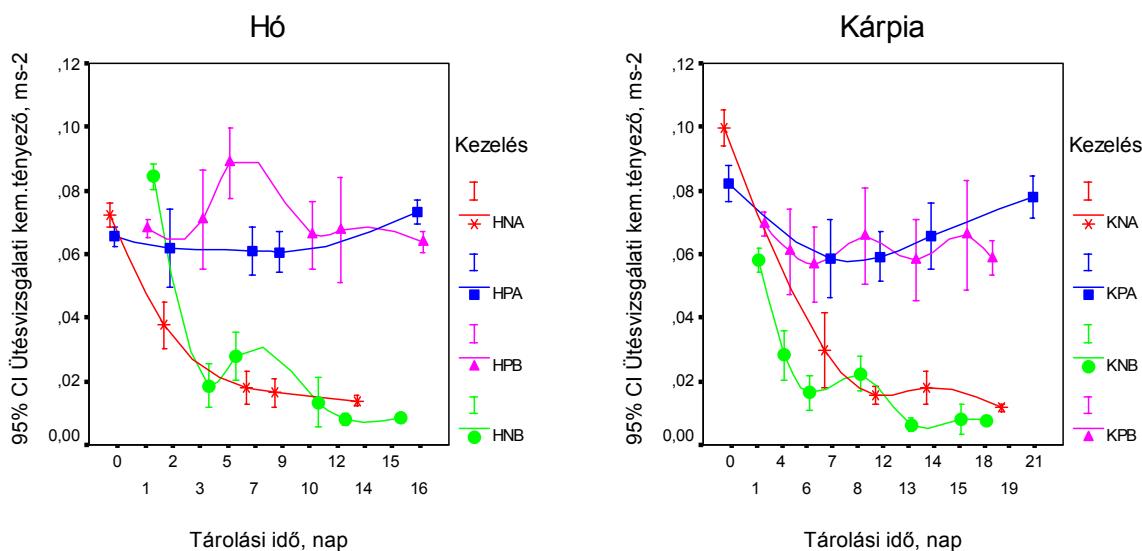 Hó
95% CI Ütésvizsgálati kem.tényező, ms-2
,12
,10
,08
,06
,04
,02
0,00
0 2 5 9 12 15
1 3 7 10 14 16
Tárolási idő, nap
Kezelés
HNA
HPA
HPB
HNB
Kárpia
95% CI Ütésvizsgálati kem.tényező, ms-2
,12
,10
,08
,06
,04
,02
0,00
0 4 7 12 14 18 21
1 6 8 13 15 19
Tárolási idő, nap
Kezelés
KNA
KPA
KNB
KPB